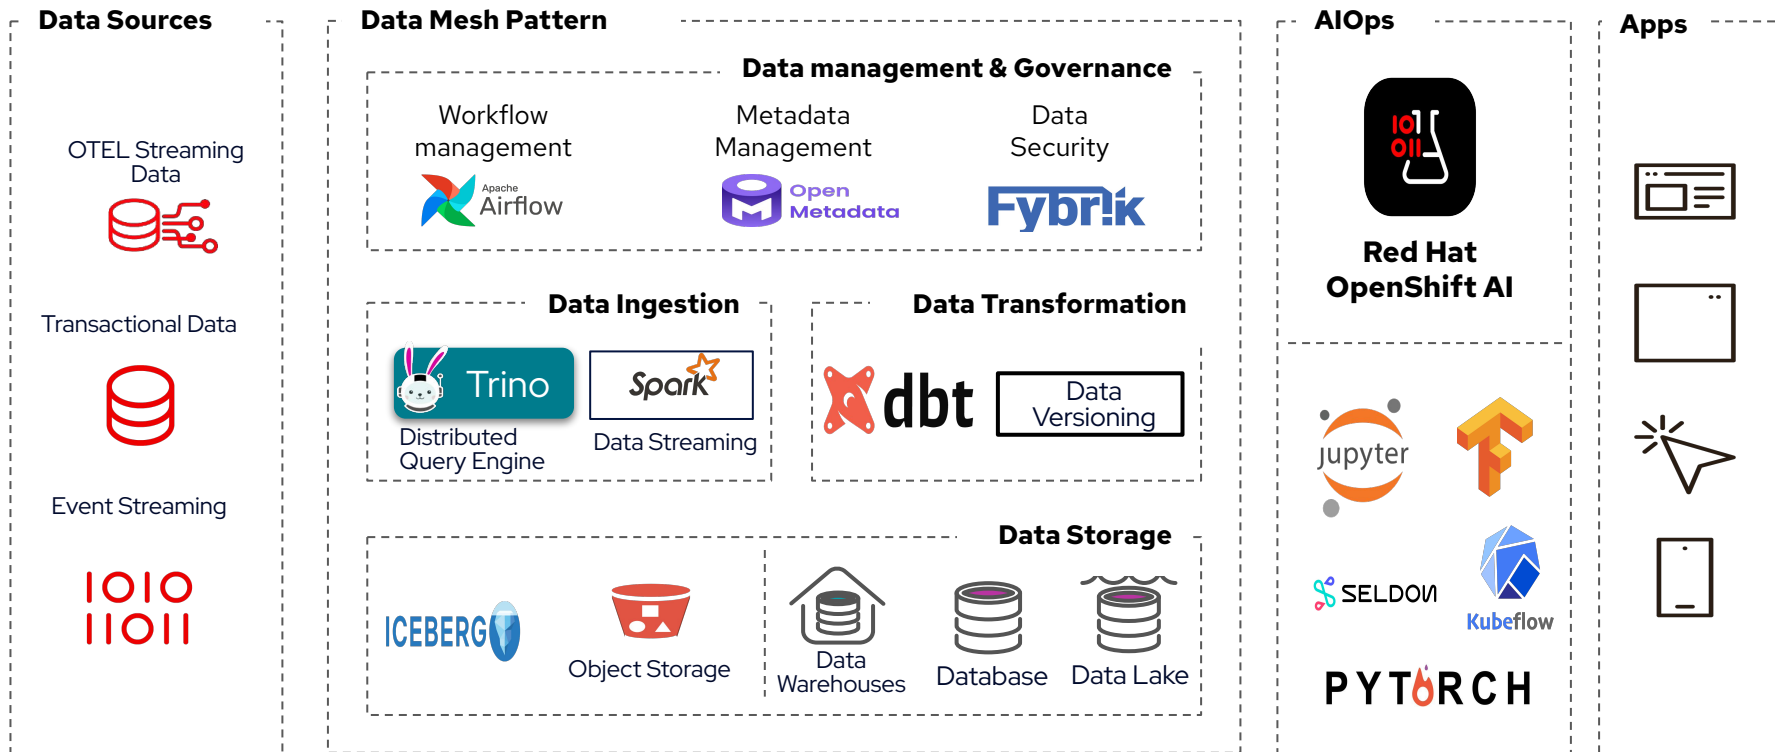 Data Sources
OTEL Streaming
Data
Transactional Data
Event Streaming
1010
11011
Data Mesh Pattern
Data management & Governance
Workflow
management
Apache
Airflow
Metadata
Management
Open
Metadata
Data
Security
Fybrik
Data Ingestion
Trino
Distributed
Query Engine
Spark
Data Streaming
Data Transformation
dbt
Data
Versioning
Data Storage
ICEBERG
Object Storage
Data
Warehouses
Database
Data Lake
AIOps
101
011
Red Hat
OpenShift AI
jupyter
SELDON
Kubeflow
PYTORCH
Apps